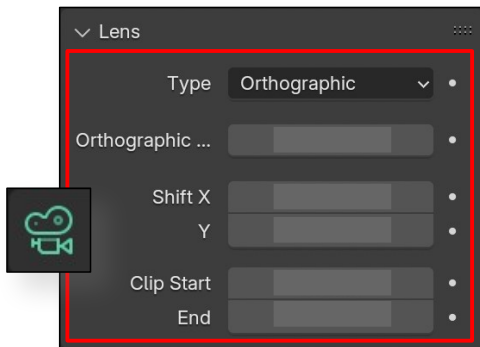 Lens
Type Orthographic
Orthographic ...
Shift X
Y
Clip Start
End